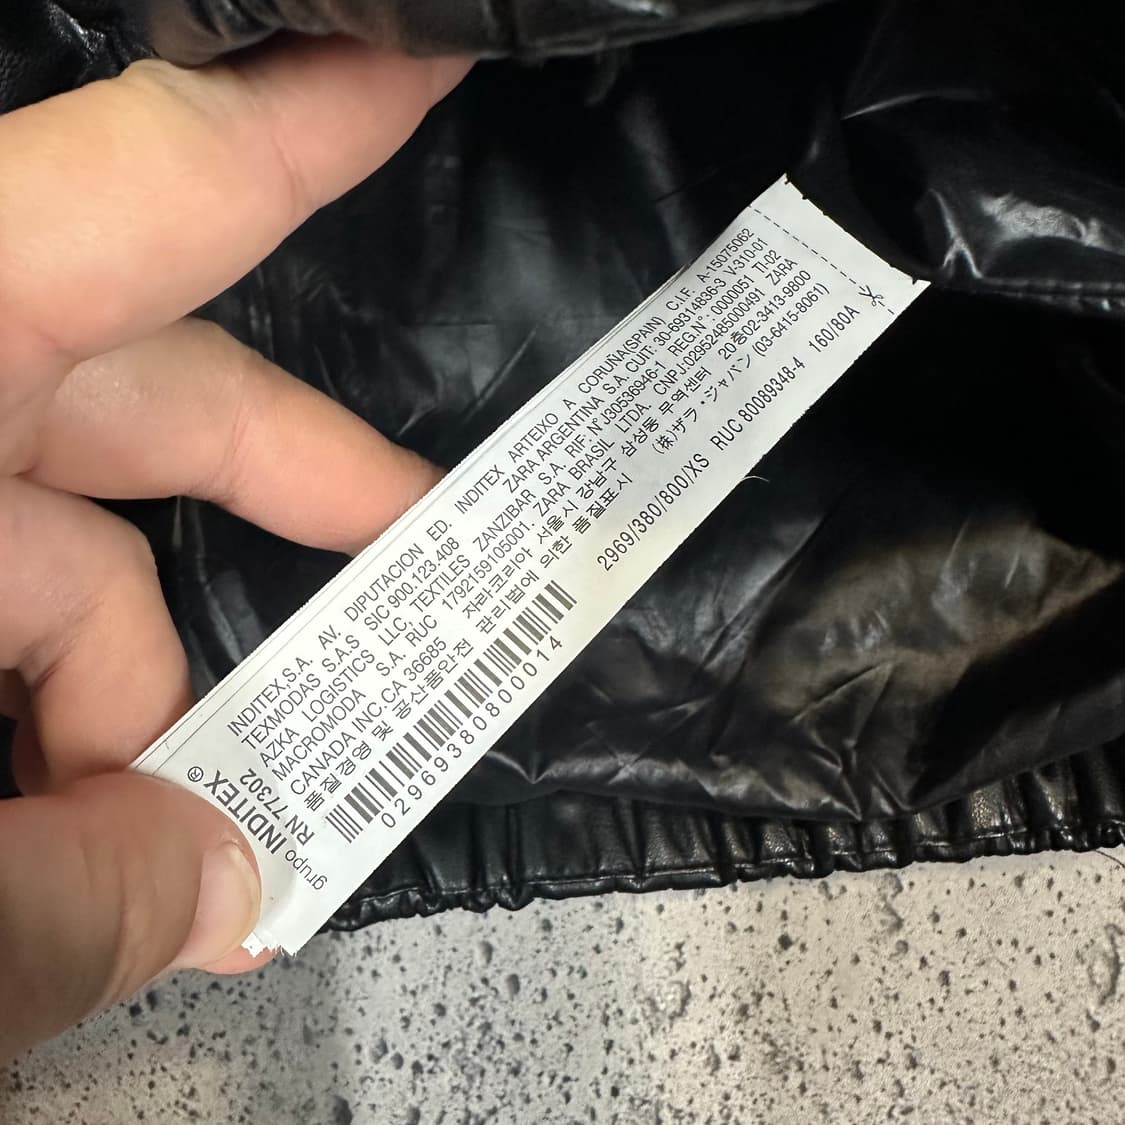 INDITEX,S.A. AV. DIPUTACION ED. INDITEX ARTEIXO A CORUÑA(SPAIN) C.I.F. A-15075062
TEXMODAS S.A.S SIC 900.123.408 ZARA ARGENTINA S.A. CUIT: 30-69314836-3 V-310-01
AZKA LOGISTICS LLC, TEXTILES ZANZIBAR S.A. RIF: N°J30536946-1 REG.N°: 0000051 TI-02
MACROMODA S.A. RUC 1792159105001. ZARA BRASIL LTDA. CNPJ:02952485000491 ZARA
CANADA INC.CA 36685 자라코리아 서울시 강남구 삼성동 무역센터 20층02-3413-9800
품질경영 및 공산품안전 관리법에 의한 품질표시 (株)ザラ・ジャパン (03-6415-8061)
2969/380/800/XS RUC 80089348-4 160/80A
02969380800014
grupo INDITEX ®
RN 77302